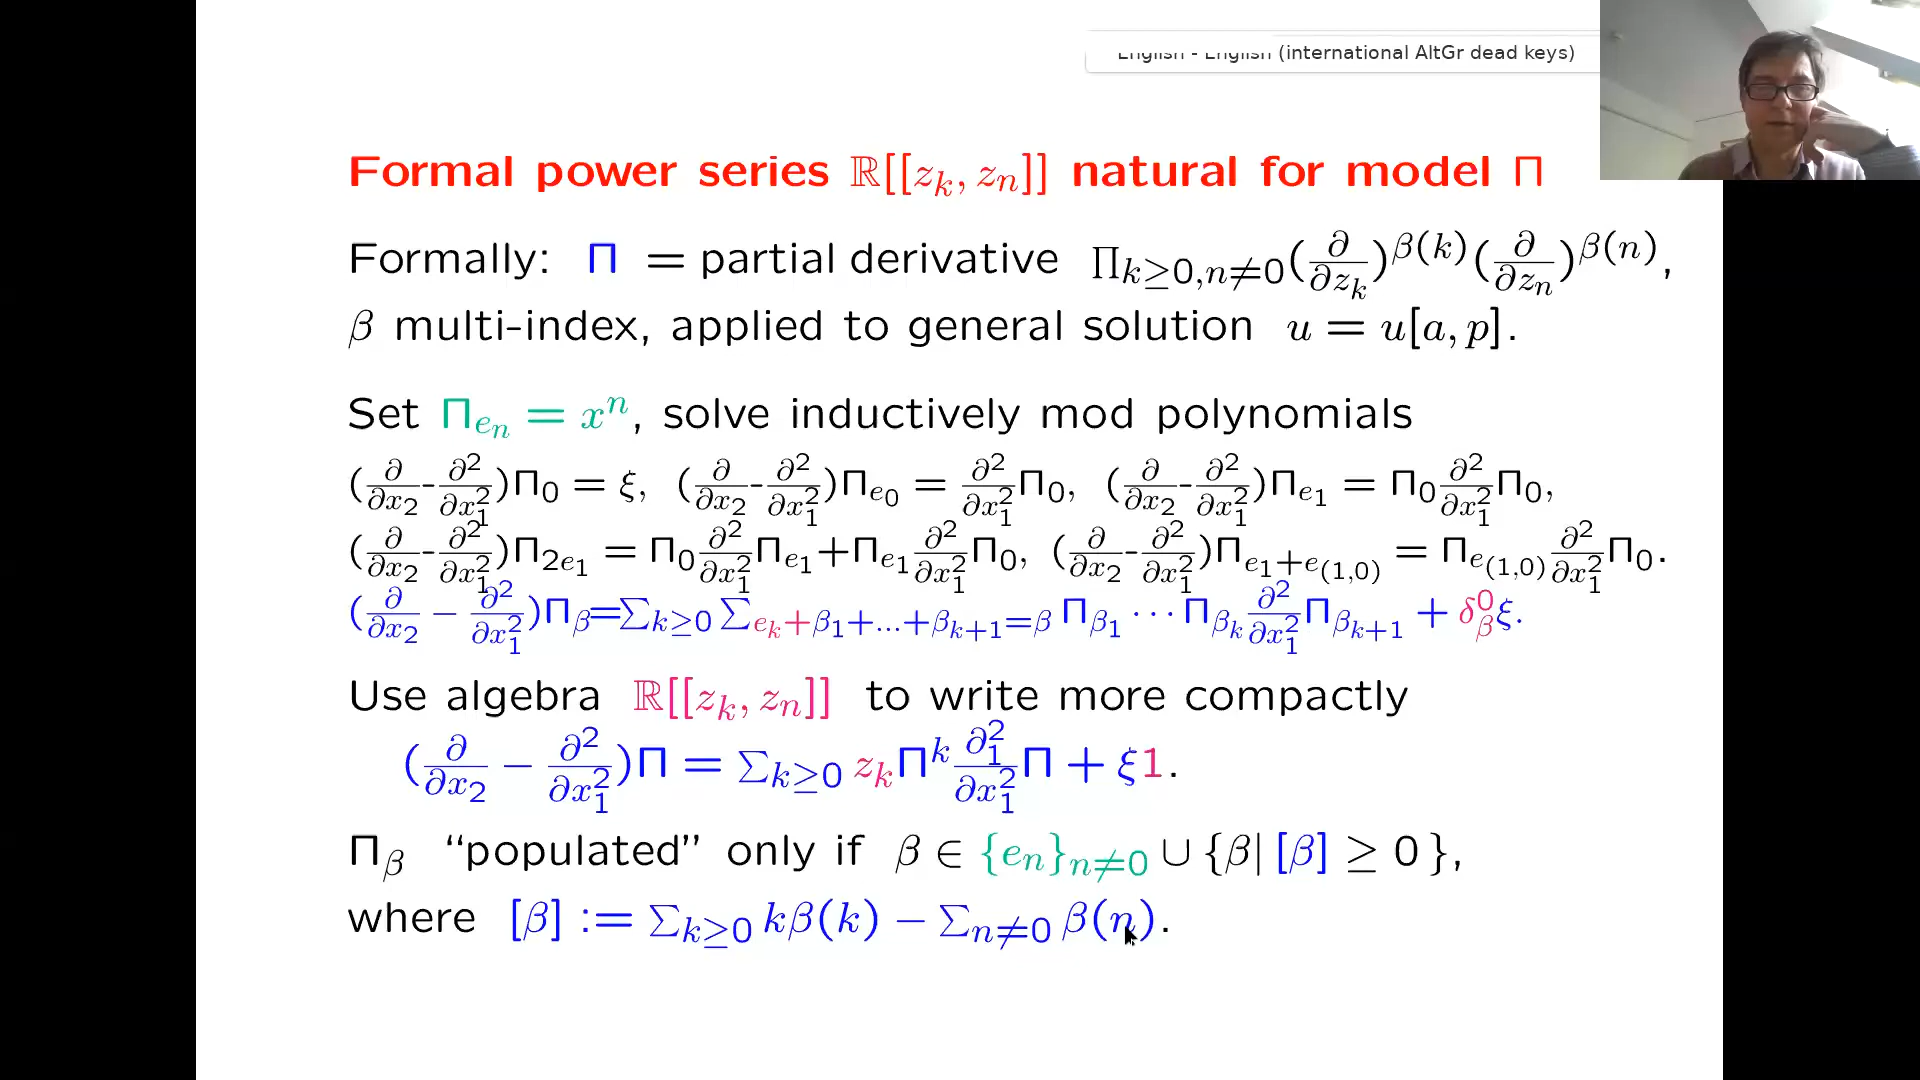 English - English (international AltGr dead keys)
Formal power series ℝ[[z_k, z_n]] natural for model Π
Formally: Π = partial derivative ∏_{k≥0,n≠0}(∂/∂z_k)^{β(k)}(∂/∂z_n)^{β(n)},
β multi-index, applied to general solution u = u[a, p].
Set Π_{e_n} = x^n, solve inductively mod polynomials
(∂/∂x_2 - ∂²/∂x_1²)Π_0 = ξ, (∂/∂x_2 - ∂²/∂x_1²)Π_{e_0} = ∂²/∂x_1² Π_0, (∂/∂x_2 - ∂²/∂x_1²)Π_{e_1} = Π_0 ∂²/∂x_1² Π_0,
(∂/∂x_2 - ∂²/∂x_1²)Π_{2e_1} = Π_0 ∂²/∂x_1² Π_{e_1} + Π_{e_1} ∂²/∂x_1² Π_0, (∂/∂x_2 - ∂²/∂x_1²)Π_{e_1+e_{(1,0)}} = Π_{e_{(1,0)}} ∂²/∂x_1² Π_0.
(∂/∂x_2 − ∂²/∂x_1²)Π_β = ∑_{k≥0} ∑_{e_k+β_1+...+β_{k+1}=β} Π_{β_1} ··· Π_{β_k} ∂²/∂x_1² Π_{β_{k+1}} + δ_β^0 ξ.
Use algebra ℝ[[z_k, z_n]] to write more compactly
(∂/∂x_2 − ∂²/∂x_1²)Π = ∑_{k≥0} z_k Π^k ∂_1²/∂x_1² Π + ξ1.
Π_β “populated” only if β ∈ {e_n}_{n≠0} ∪ {β| [β] ≥ 0 },
where [β] := ∑_{k≥0} kβ(k) − ∑_{n≠0} β(n).